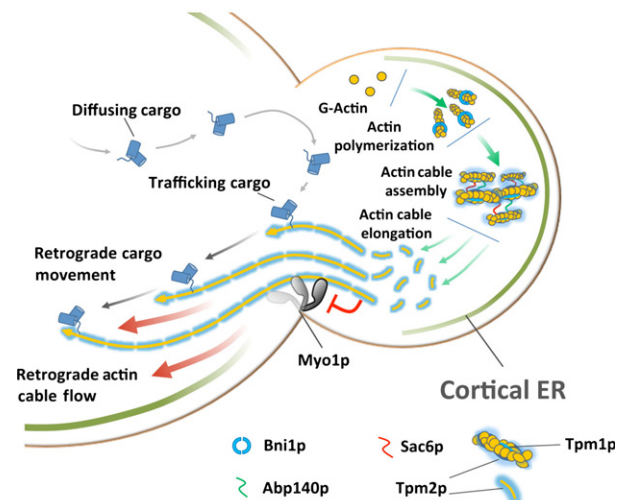 Diffusing cargo
G-Actin
Actin
polymerization
Trafficking cargo
Actin cable
assembly
Actin cable
elongation
Retrograde cargo
movement
Myo1p
Retrograde actin
cable flow
Cortical ER
Bni1p
Sac6p
Tpm1p
Abp140p
Tpm2p